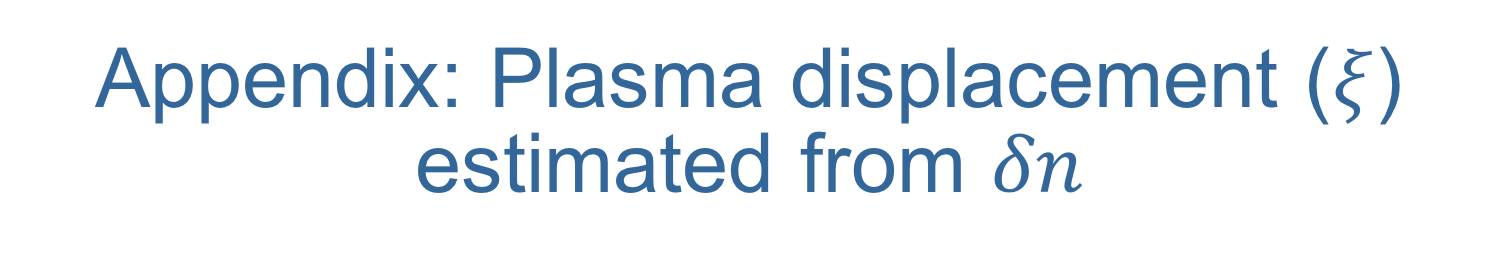 Appendix: Plasma displacement (𝜉)
estimated from 𝛿𝑛